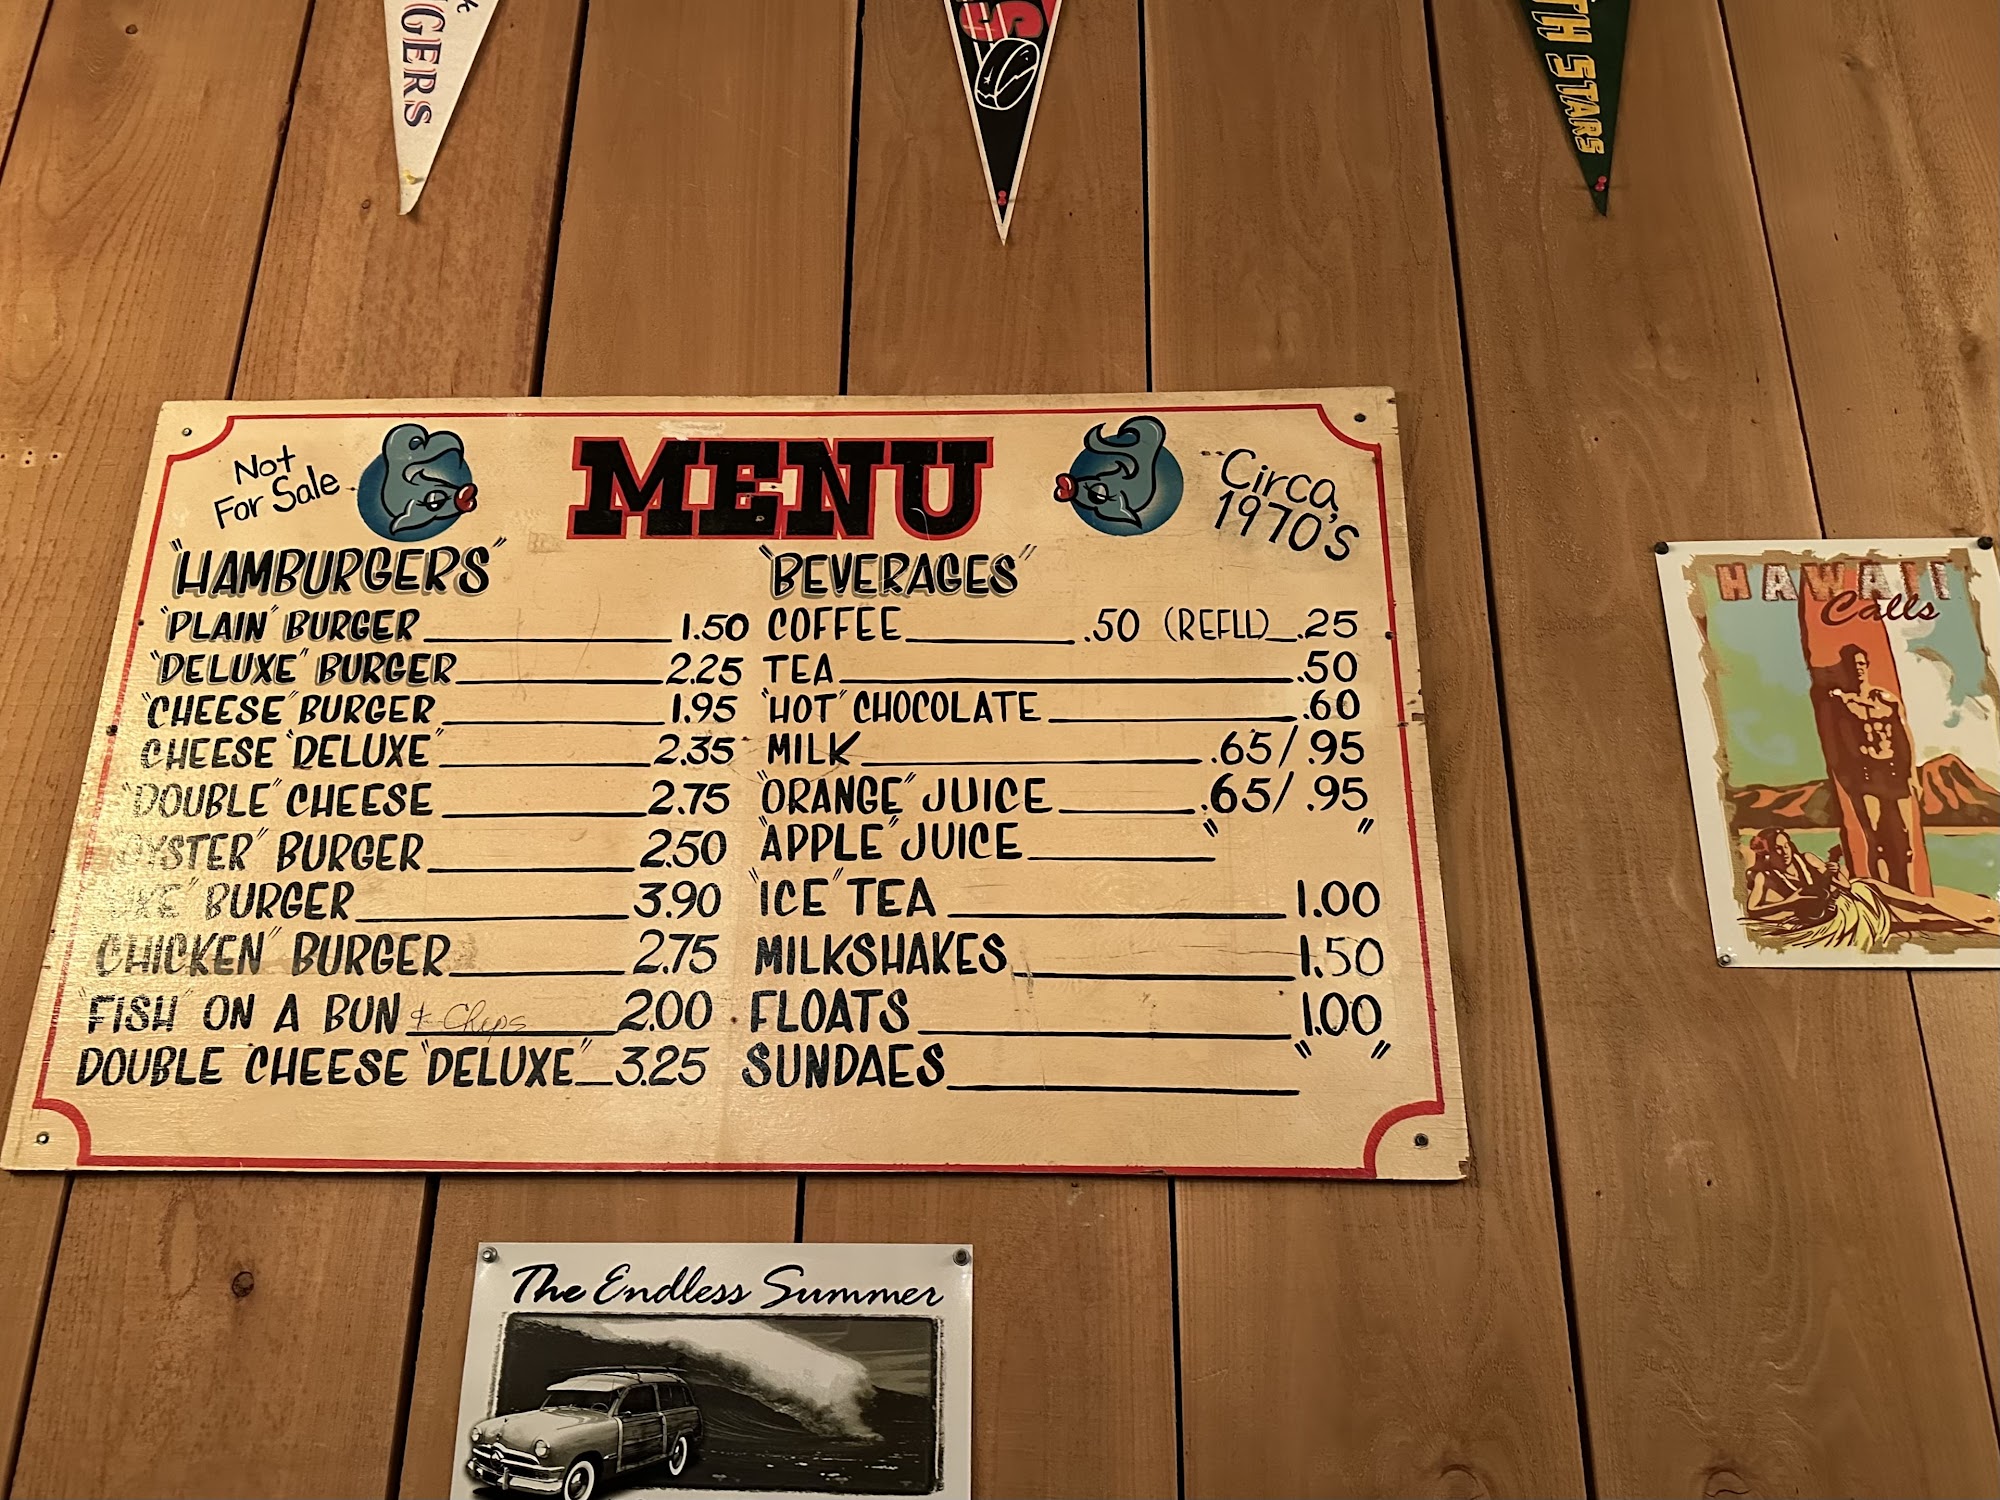 GERS
TH STARS
Not
For Sale
MENU
Circa
1970's
"HAMBURGERS"
"PLAIN" BURGER 1.50
"DELUXE" BURGER 2.25
"CHEESE" BURGER 1.95
CHEESE "DELUXE" 2.35
"DOUBLE" CHEESE 2.75
"OYSTER" BURGER 2.50
UXE" BURGER 3.90
CHICKEN" BURGER 2.75
"FISH" ON A BUN & Chips 2.00
DOUBLE CHEESE "DELUXE" 3.25
"BEVERAGES"
COFFEE .50 (REFLL) .25
TEA .50
"HOT" CHOCOLATE .60
MILK .65/.95
"ORANGE" JUICE .65/.95
"APPLE" JUICE " "
"ICE" TEA 1.00
MILKSHAKES 1.50
FLOATS 1.00
SUNDAES " "
HAWAII
Calls
The Endless Summer